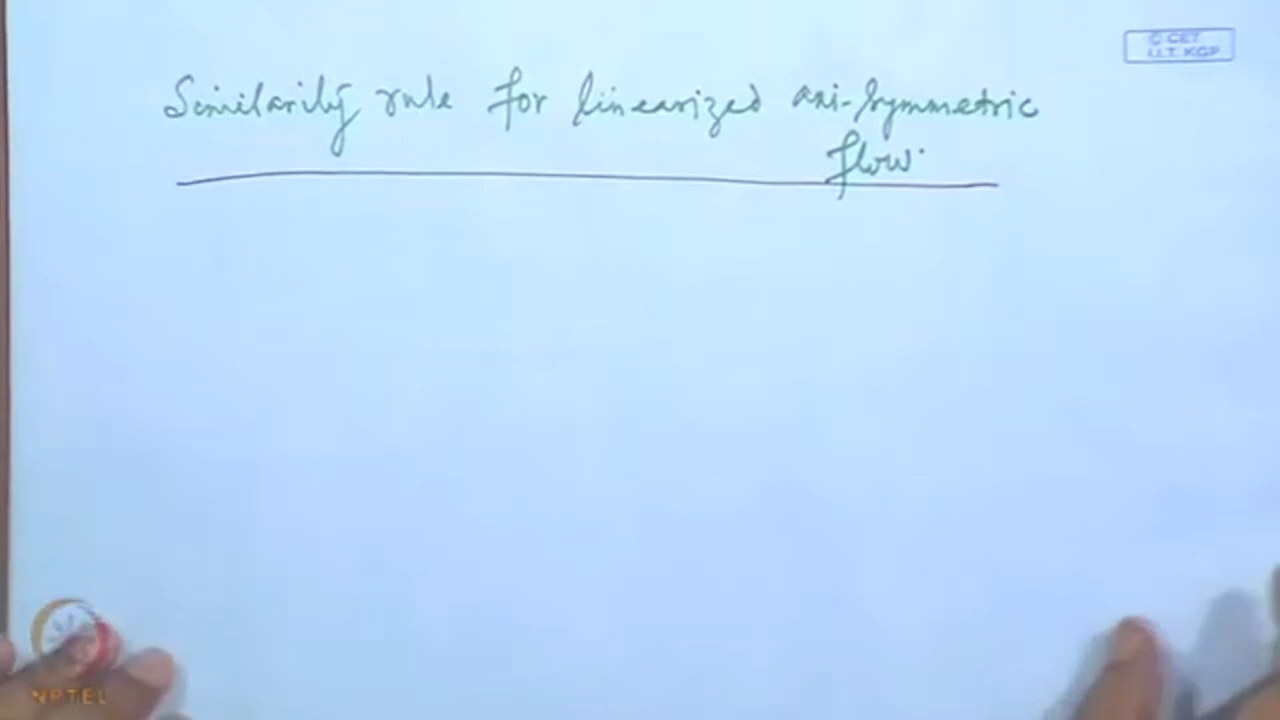 © CET
I.I.T. KGP
Similarity rule for linearized axi-symmetric
flow.
NPTEL